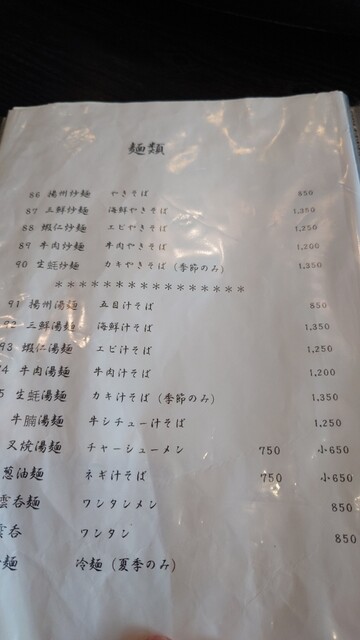 麺類
86 揚州炒麺 やきそば 850
87 三鮮炒麺 海鮮やきそば 1,350
88 蝦仁炒麺 エビやきそば 1,250
89 牛肉炒麺 牛肉やきそば 1,200
90 生蚝炒麺 カキやきそば (季節のみ) 1,350
***************
91 揚州湯麺 五目汁そば 850
92 三鮮湯麺 海鮮汁そば 1,350
93 蝦仁湯麺 エビ汁そば 1,250
4 牛肉湯麺 牛肉汁そば 1,200
5 生蚝湯麺 カキ汁そば (季節のみ) 1,350
牛腩湯麺 牛シチュー汁そば 1,250
叉焼湯麺 チャーシューメン 750 小650
葱油麺 ネギ汁そば 750 小650
雲呑麺 ワンタンメン 850
雲呑 ワンタン 850
麺 冷麺 (夏季のみ)